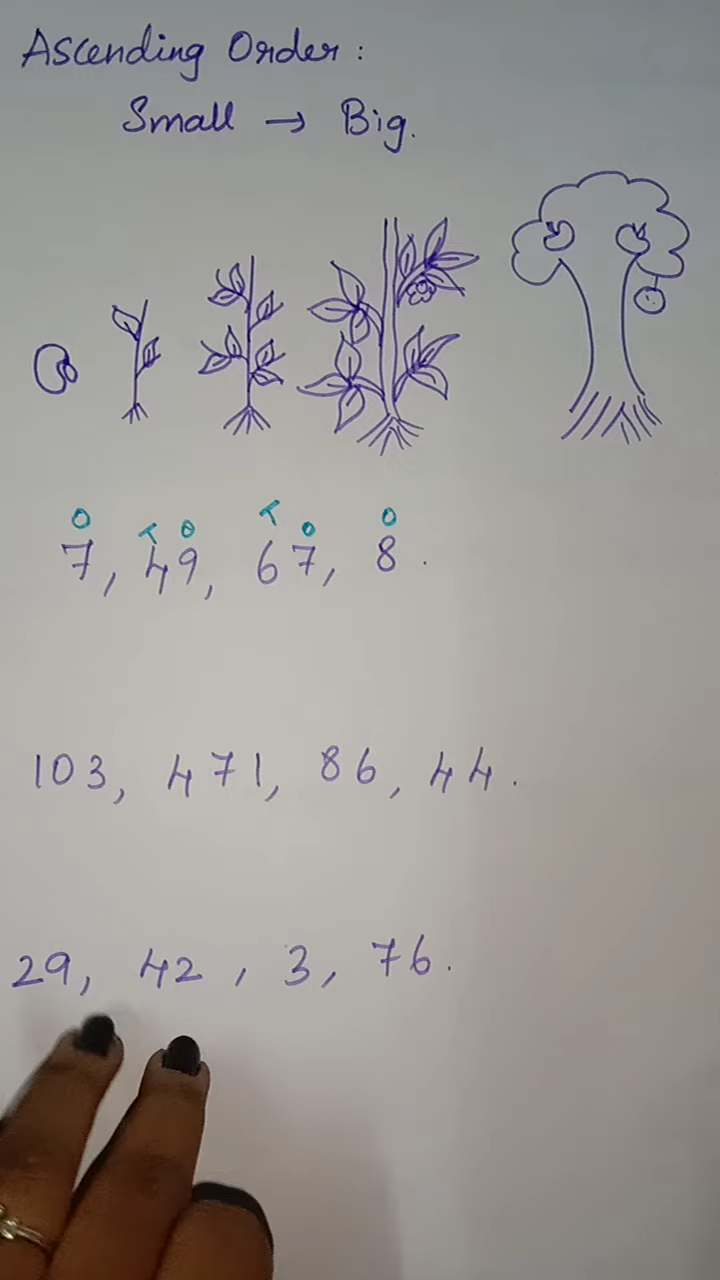 Ascending Order :
Small → Big.
O T O T O O
7, 49, 67, 8.
103, 471, 86, 44.
29, 42, 3, 76.